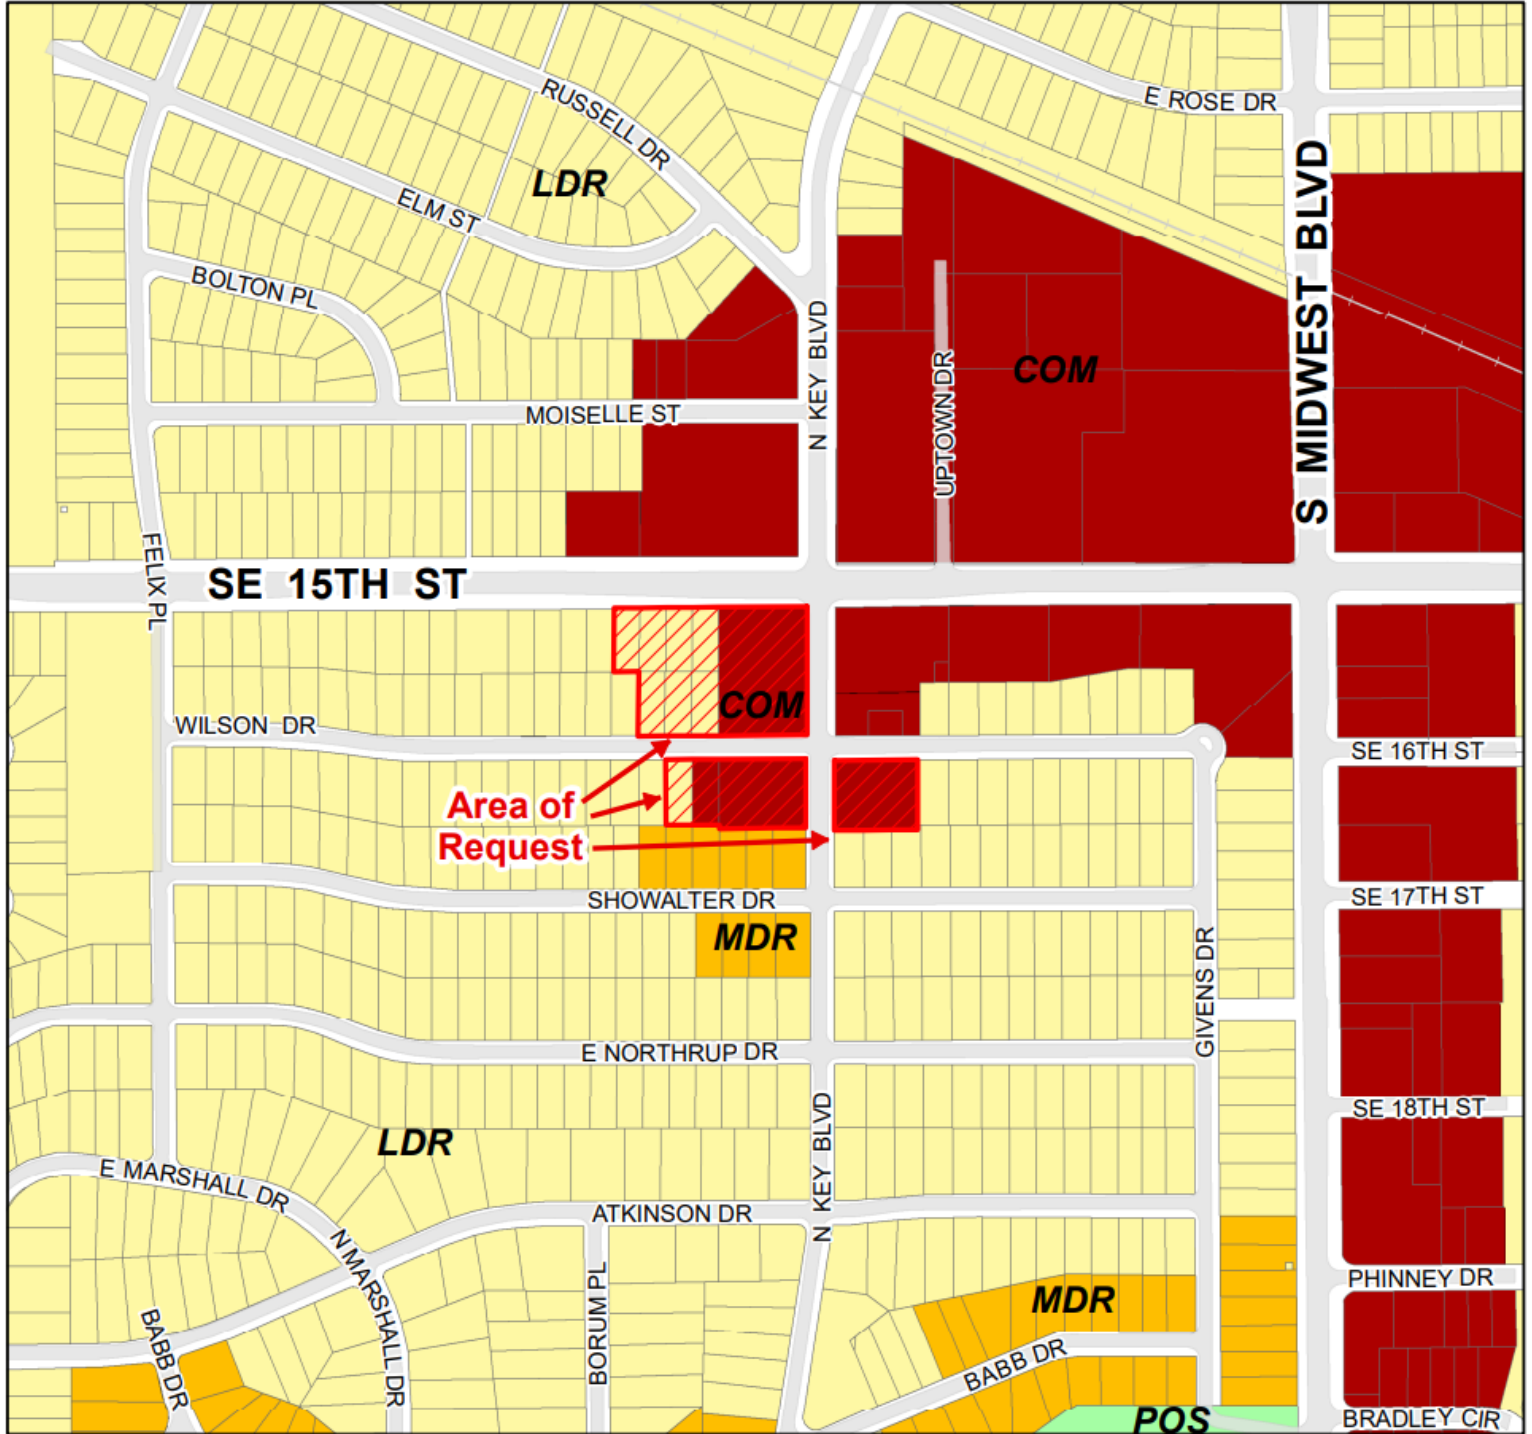 E ROSE DR
RUSSELL DR
LDR
ELM ST
S MIDWEST BLVD
BOLTON PL
N KEY BLVD
UPTOWN DR
COM
MOISELLE ST
FELIX PL
SE 15TH ST
COM
WILSON DR
SE 16TH ST
Area of
Request
SHOWALTER DR
SE 17TH ST
MDR
GIVENS DR
E NORTHRUP DR
N KEY BLVD
SE 18TH ST
LDR
E MARSHALL DR
ATKINSON DR
N MARSHALL DR
BORUM PL
PHINNEY DR
MDR
BABB DR
BABB DR
POS
BRADLEY CIR